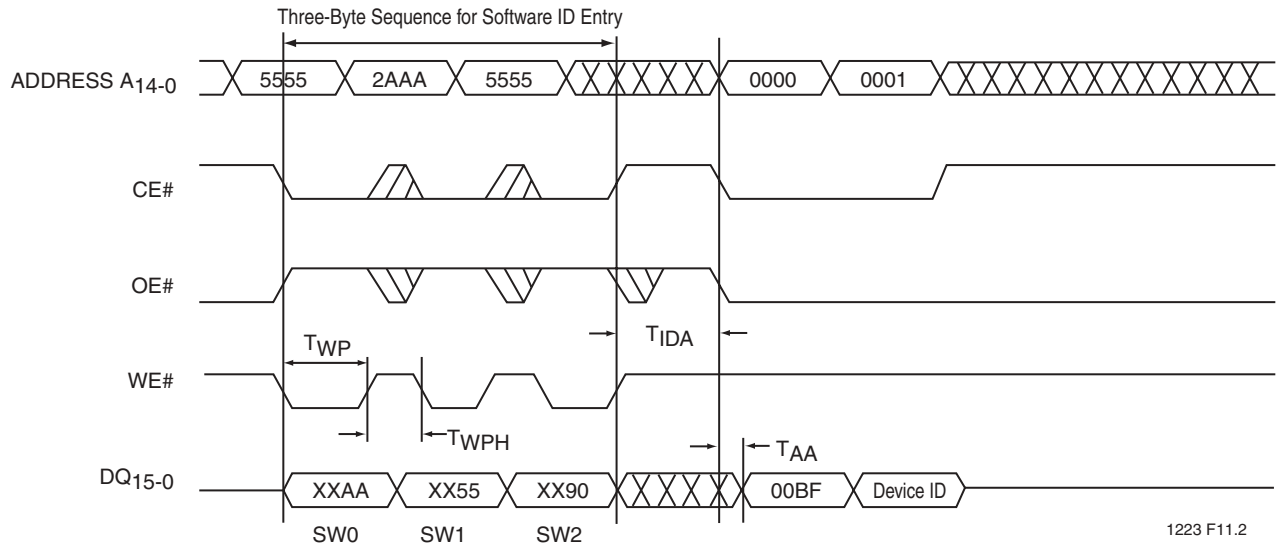 Three-Byte Sequence for Software ID Entry
ADDRESS A14-0 5555 2AAA 5555 0000 0001
CE#
OE#
TWP TIDA
WE#
TWPH TAA
DQ15-0 XXAA XX55 XX90 00BF Device ID
SW0 SW1 SW2
1223 F11.2